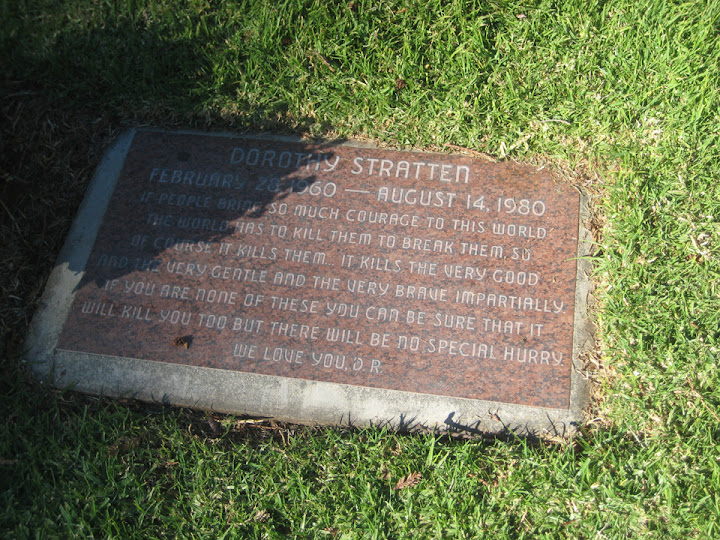 DOROTHY STRATTEN
FEBRUARY 28, 1960 — AUGUST 14, 1980
IF PEOPLE BRING SO MUCH COURAGE TO THIS WORLD
THE WORLD HAS TO KILL THEM TO BREAK THEM, SO
OF COURSE IT KILLS THEM. IT KILLS THE VERY GOOD
AND THE VERY GENTLE AND THE VERY BRAVE IMPARTIALLY.
IF YOU ARE NONE OF THESE YOU CAN BE SURE THAT IT
WILL KILL YOU TOO BUT THERE WILL BE NO SPECIAL HURRY.
WE LOVE YOU, D.R.